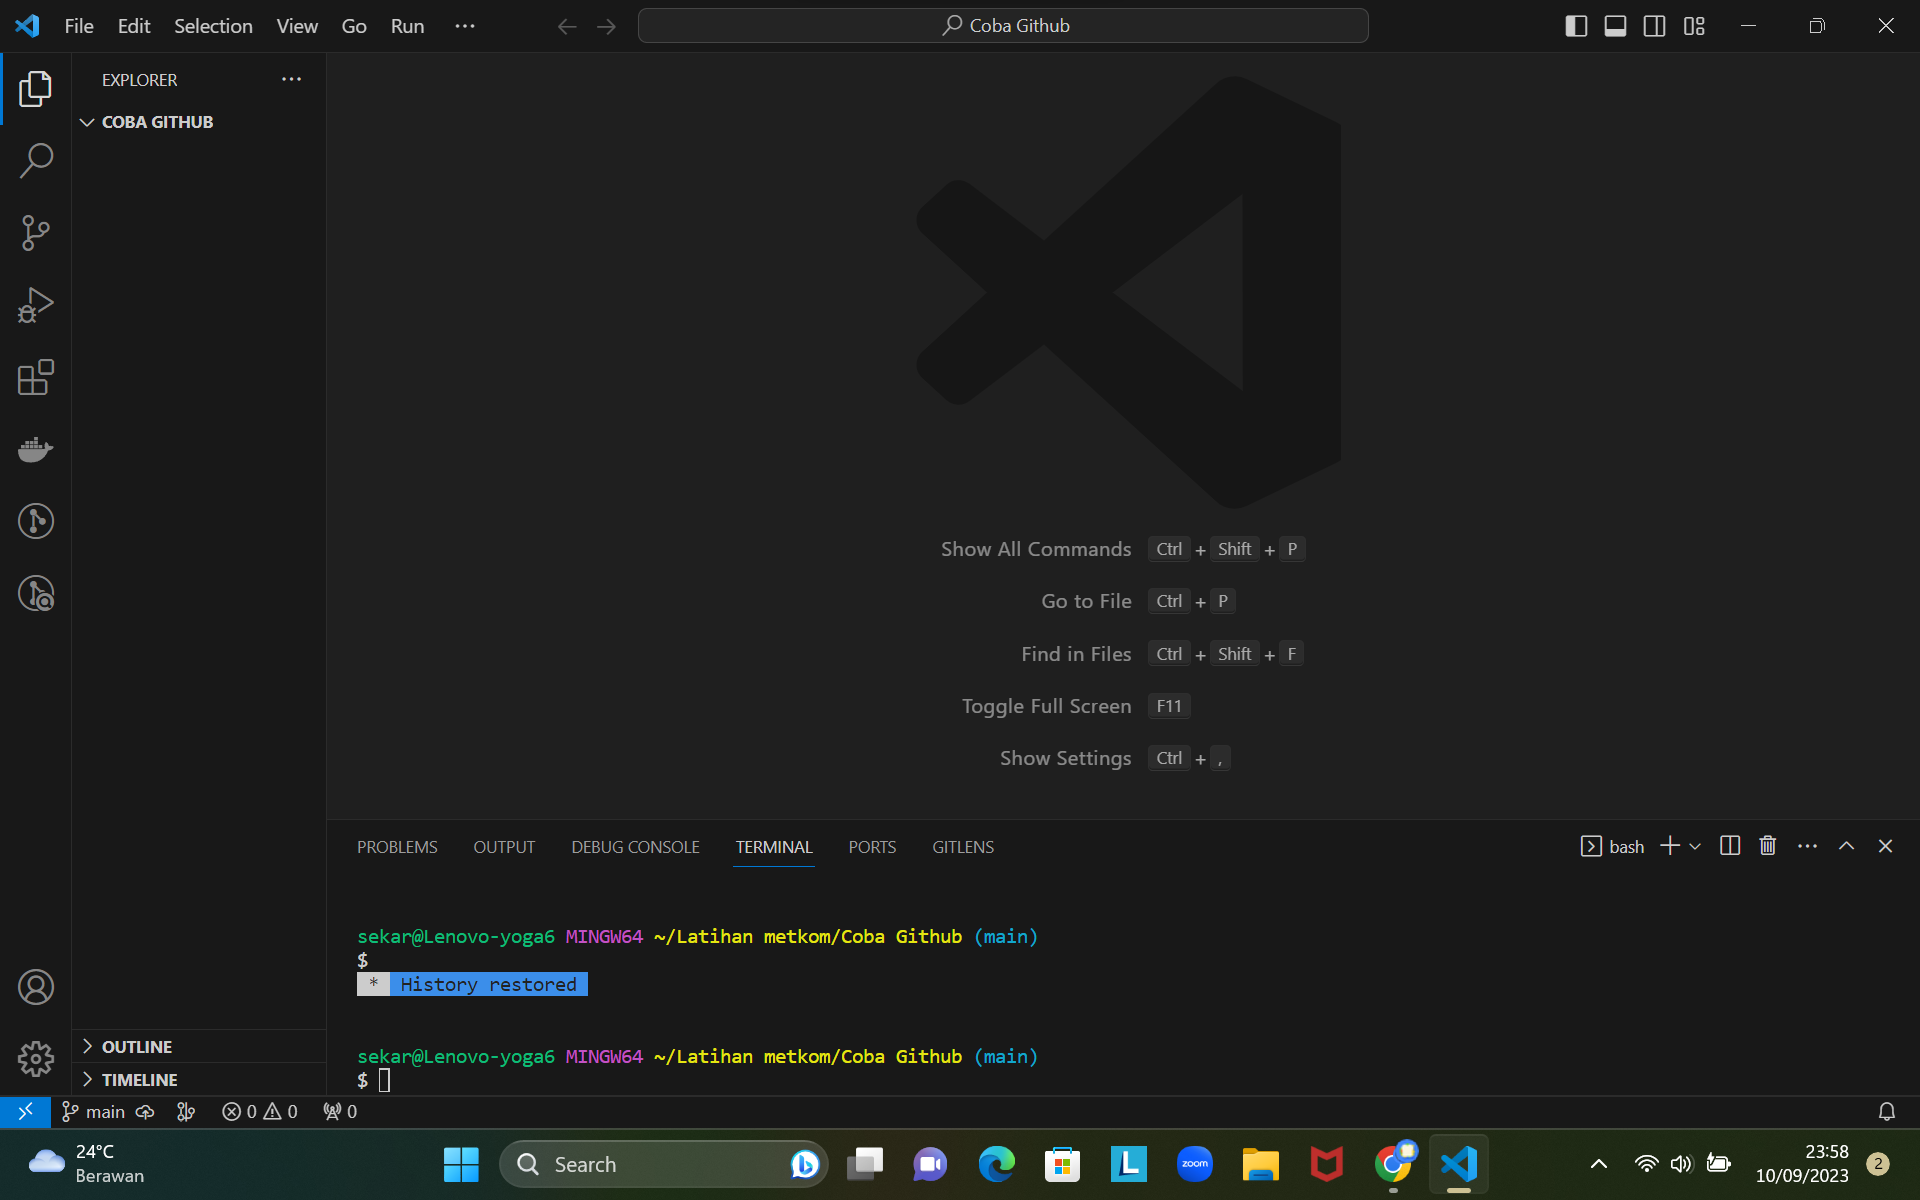 File Edit Selection View Go Run ···
Coba Github
EXPLORER
COBA GITHUB
Show All Commands Ctrl + Shift + P
Go to File Ctrl + P
Find in Files Ctrl + Shift + F
Toggle Full Screen F11
Show Settings Ctrl + ,
PROBLEMS OUTPUT DEBUG CONSOLE TERMINAL PORTS GITLENS
bash
sekar@Lenovo-yoga6 MINGW64 ~/Latihan metkom/Coba Github (main)
$
* History restored
sekar@Lenovo-yoga6 MINGW64 ~/Latihan metkom/Coba Github (main)
$
OUTLINE
TIMELINE
main 0 0 0
24°C
Berawan
Search
zoom
23:58
10/09/2023
2